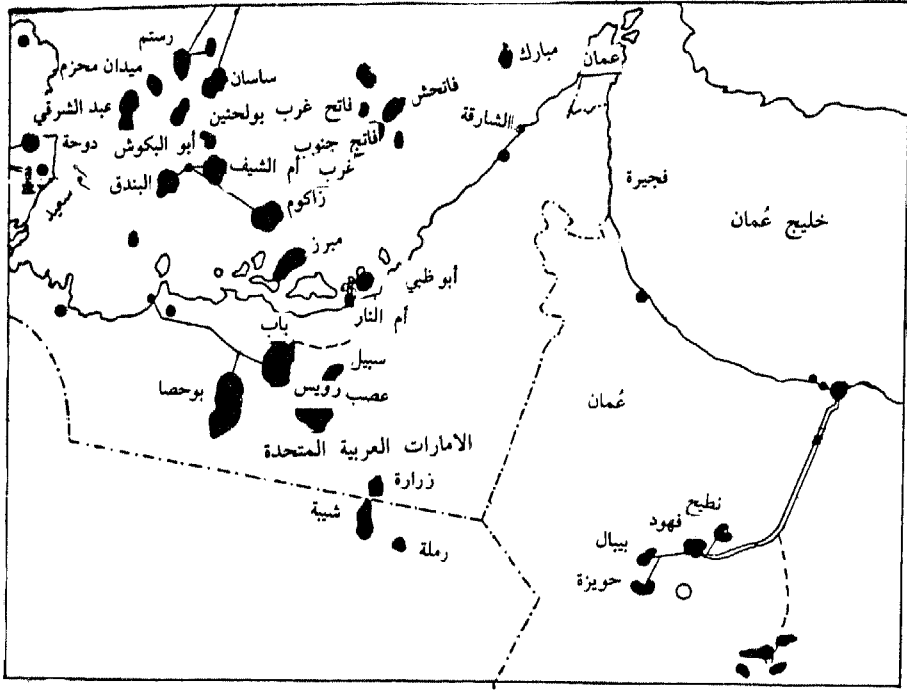 رستم
مبارك
عمان
ميدان محزم
ساسان
فاتحش
عبد الشرقي
فاتح غرب بولحنين
الشارقة
دوحة
أبو البكوش
فاتح جنوب
غرب أم الشيف
البندق
أم سعيد
زاكوم
فجيرة
خليج عُمان
مبرز
أبو ظبي
أم النار
باب
سبيل
بوحصا
رويس
عصب
عُمان
الامارات العربية المتحدة
زرارة
شيبة
رملة
نطيح
فهود
بيبال
حويزة